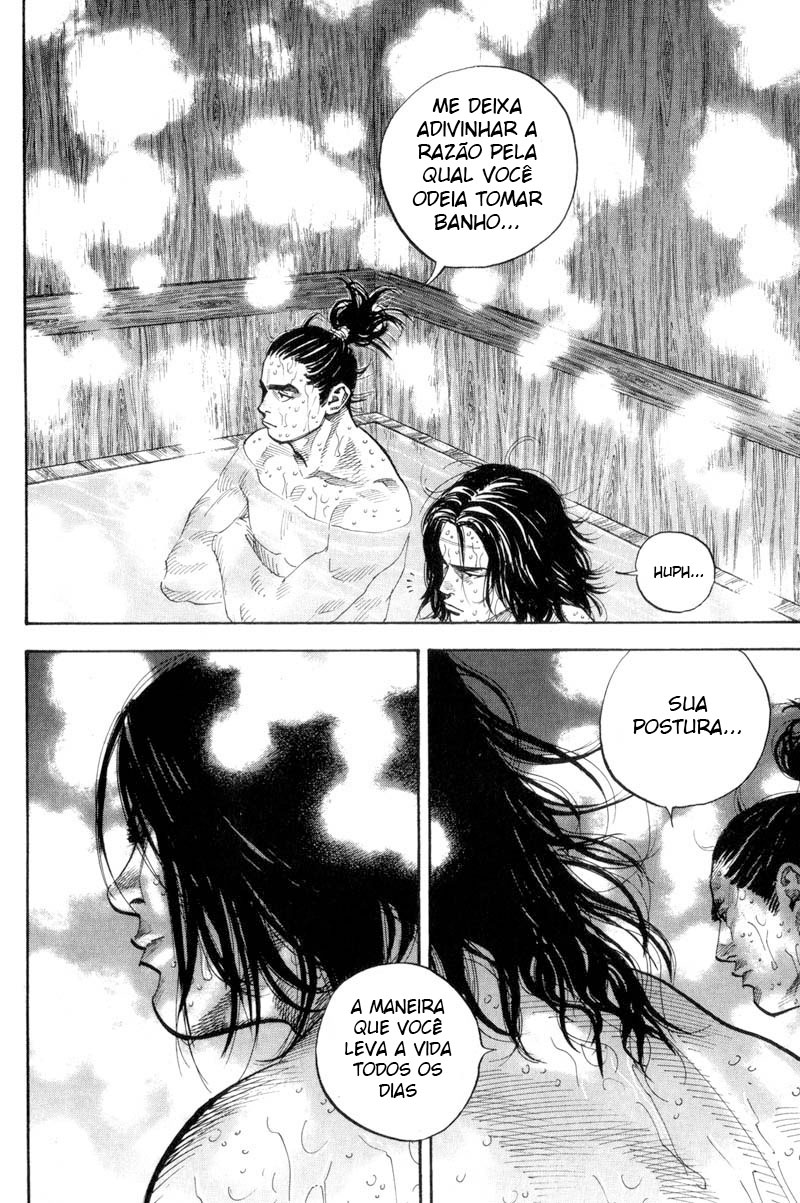 ME DEIXA
ADIVINHAR A
RAZÃO PELA
QUAL VOCÊ
ODEIA TOMAR
BANHO...
HUPH...
SUA
POSTURA...
A MANEIRA
QUE VOCÊ
LEVA A VIDA
TODOS OS
DIAS